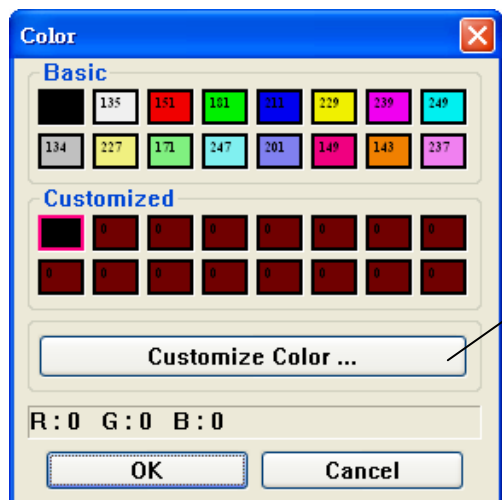 Color
Basic
135 151 181 211 229 239 249
134 227 171 247 201 149 143 237
Customized
0 0 0 0 0 0 0
0 0 0 0 0 0 0 0
Customize Color ...
R:0 G:0 B:0
OK Cancel